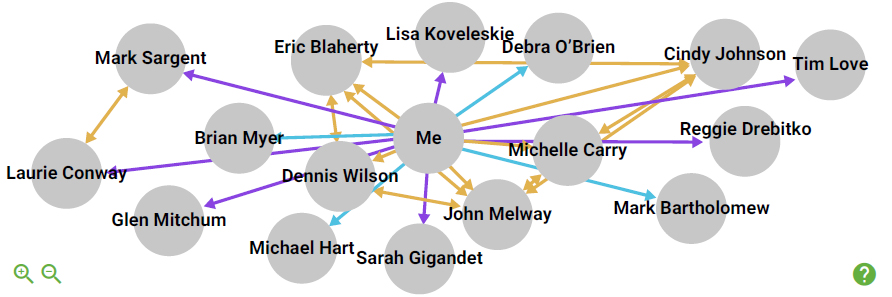 Lisa Koveleskie
Eric Blaherty
Debra O'Brien
Mark Sargent
Cindy Johnson
Tim Love
Brian Myer
Me
Reggie Drebitko
Michelle Carry
Laurie Conway
Dennis Wilson
Glen Mitchum
John Melway
Mark Bartholomew
Michael Hart
Sarah Gigandet
?